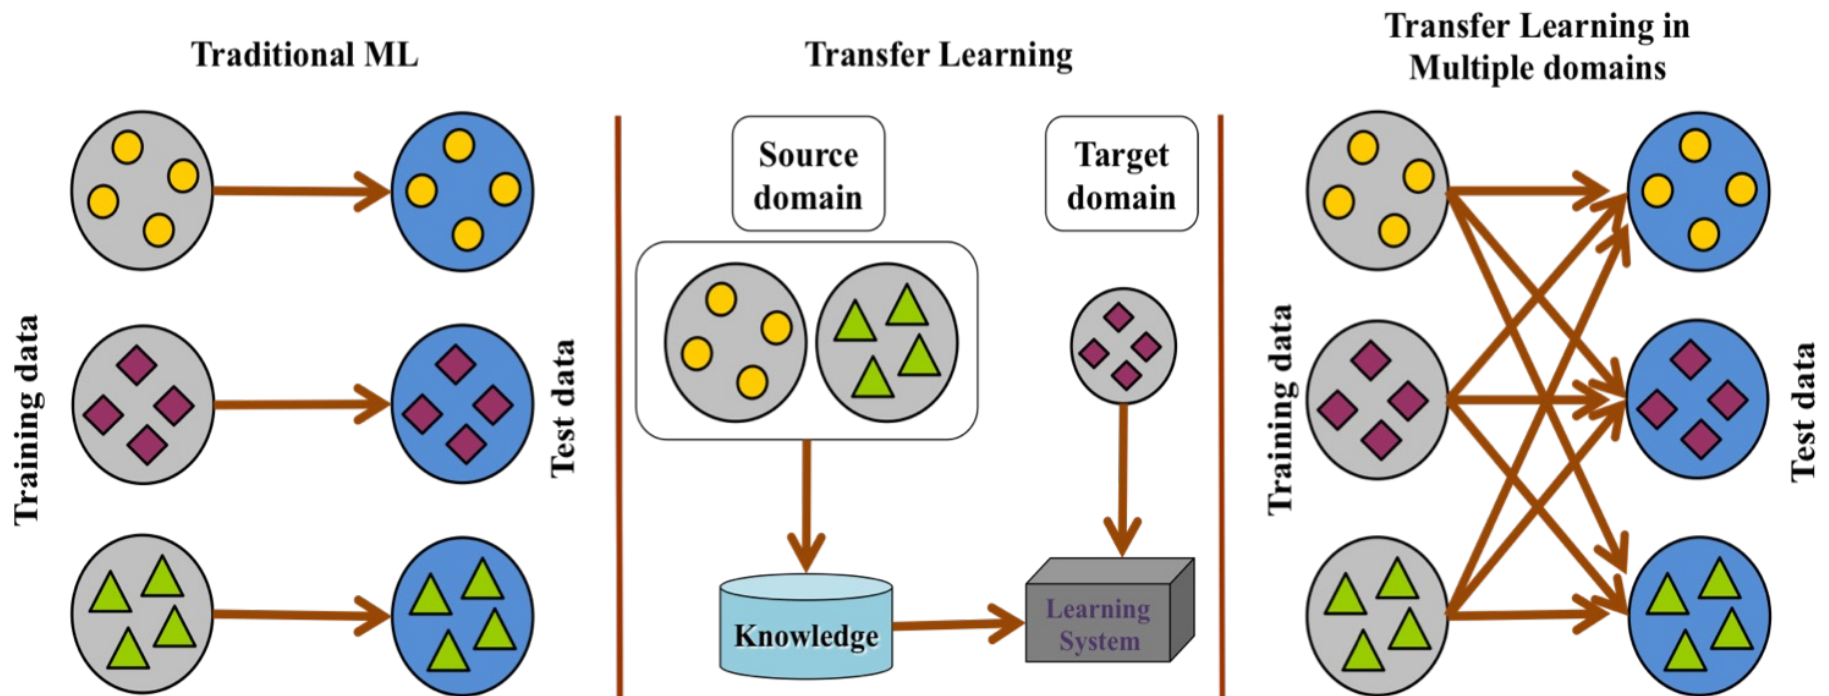 Traditional ML
Training data
Test data
Transfer Learning
Source
domain
Target
domain
Knowledge
Learning
System
Transfer Learning in
Multiple domains
Training data
Test data